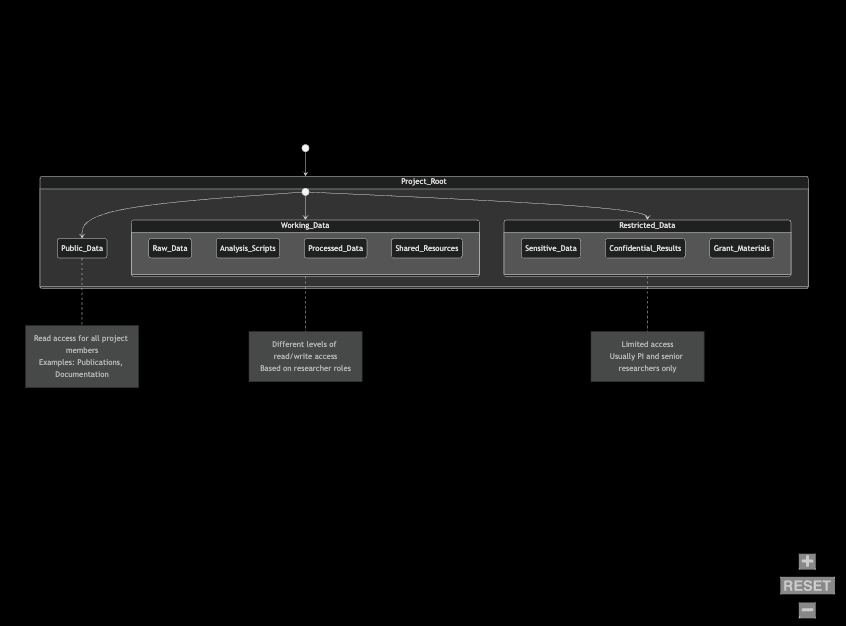 Project_Root
Working_Data
Restricted_Data
Public_Data
Raw_Data
Analysis_Scripts
Processed_Data
Shared_Resources
Sensitive_Data
Confidential_Results
Grant_Materials
Read access for all project
members
Examples: Publications,
Documentation
Different levels of
read/write access
Based on researcher roles
Limited access
Usually PI and senior
researchers only
+
RESET
−